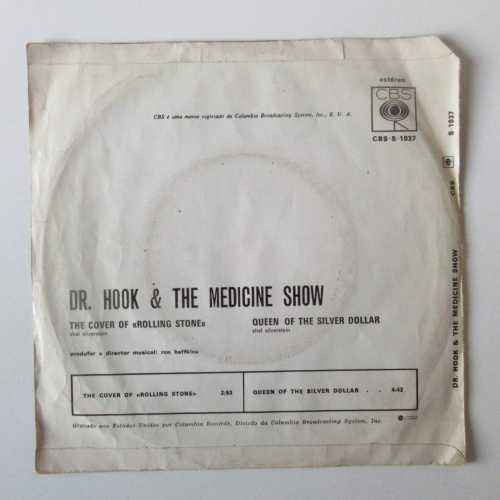 estéreo
CBS
CBS-S-1037
CBS é uma marca registada da Columbia Broadcasting System, Inc., E. U. A.
DR. HOOK & THE MEDICINE SHOW
THE COVER OF «ROLLING STONE»
shel silverstein
QUEEN OF THE SILVER DOLLAR
shel silverstein
produtor e director musical: ron haffkine
THE COVER OF «ROLLING STONE» 2:53
QUEEN OF THE SILVER DOLLAR . . 4:42
Gravado nos Estados Unidos por Columbia Records, Divisão da Columbia Broadcasting System, Inc.
DR. HOOK & THE MEDICINE SHOW CBS S-1037